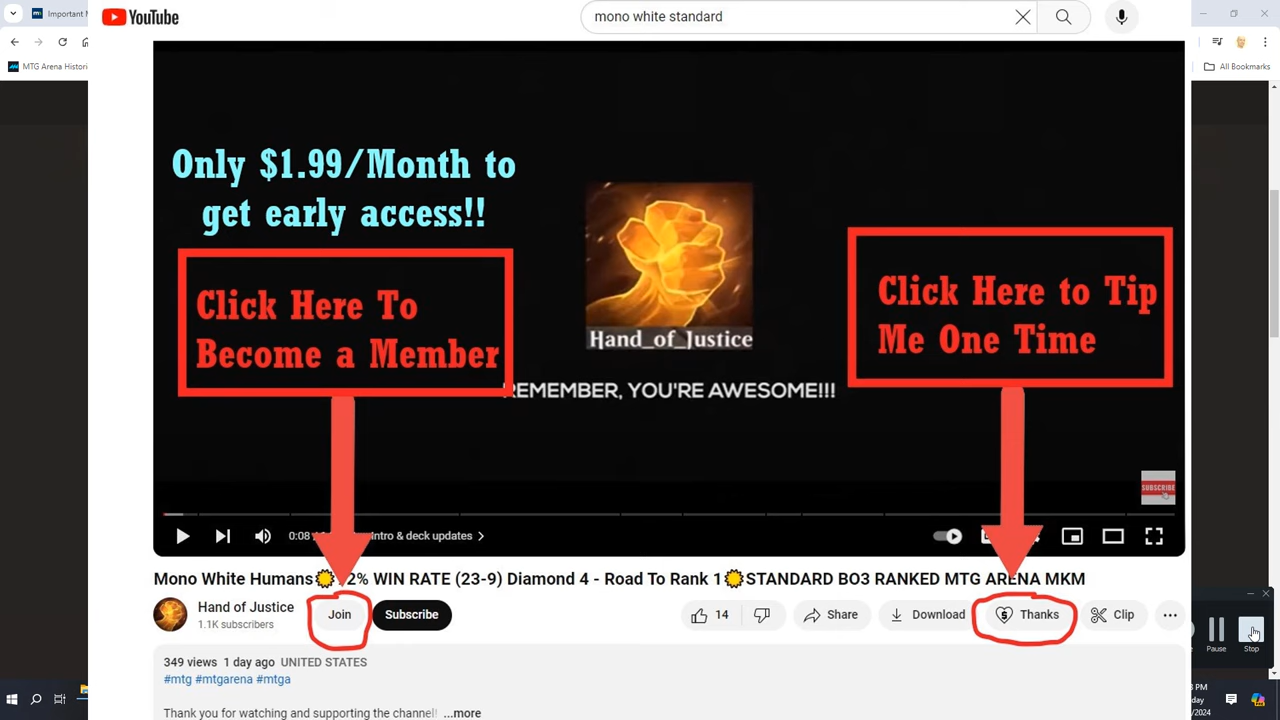 Important M
YouTube
mono white standard
MTG Arena Histori
All Bookmarks
Only $1.99/Month to
get early access!!
Click Here To
Become a Member
Hand_of_Justice
REMEMBER, YOU'RE AWESOME!!!
Click Here to Tip
Me One Time
SUBSCRIBE
0:08
Intro & deck updates
Mono White Humans 2% WIN RATE (23-9) Diamond 4 - Road To Rank 1 STANDARD BO3 RANKED MTG ARENA MKM
Hand of Justice
1.1K subscribers
Join
Subscribe
14
Share
Download
Thanks
Clip
Pause
Stop
349 views 1 day ago UNITED STATES
#mtg #mtgarena #mtga
Thank you for watching and supporting the channel! ...more